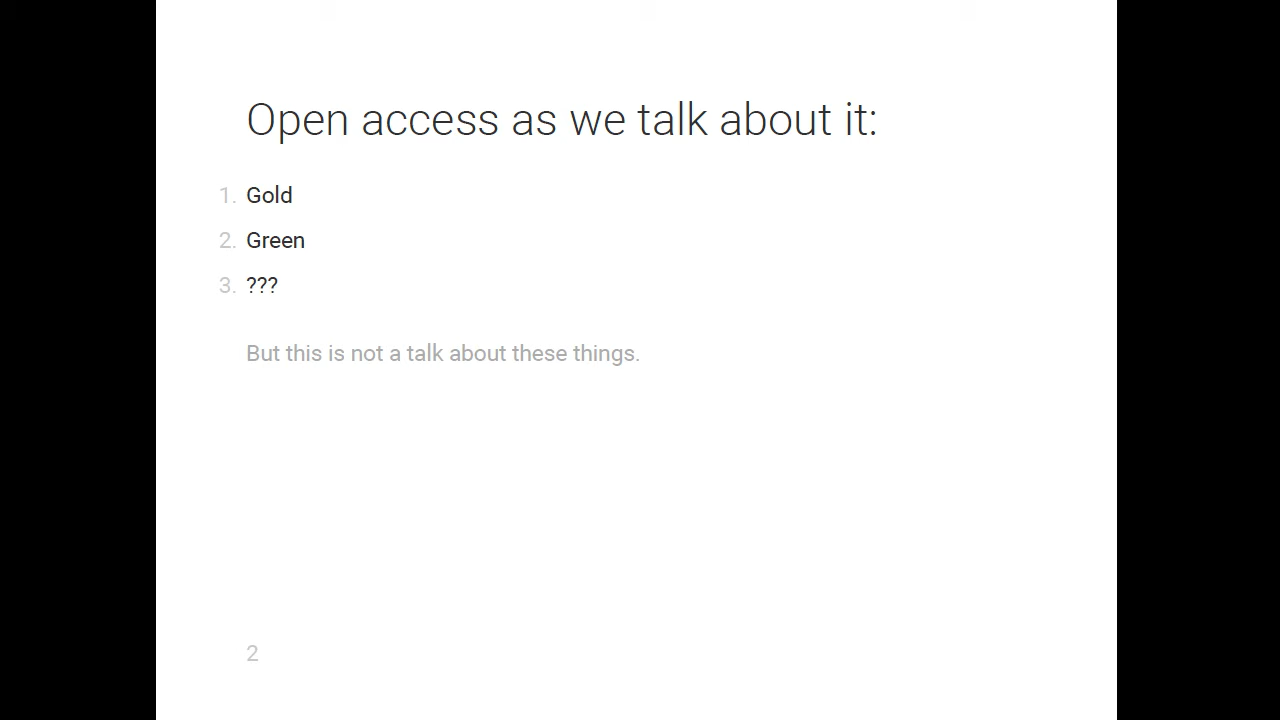 Open access as we talk about it:
1. Gold
2. Green
3. ???
But this is not a talk about these things.
2